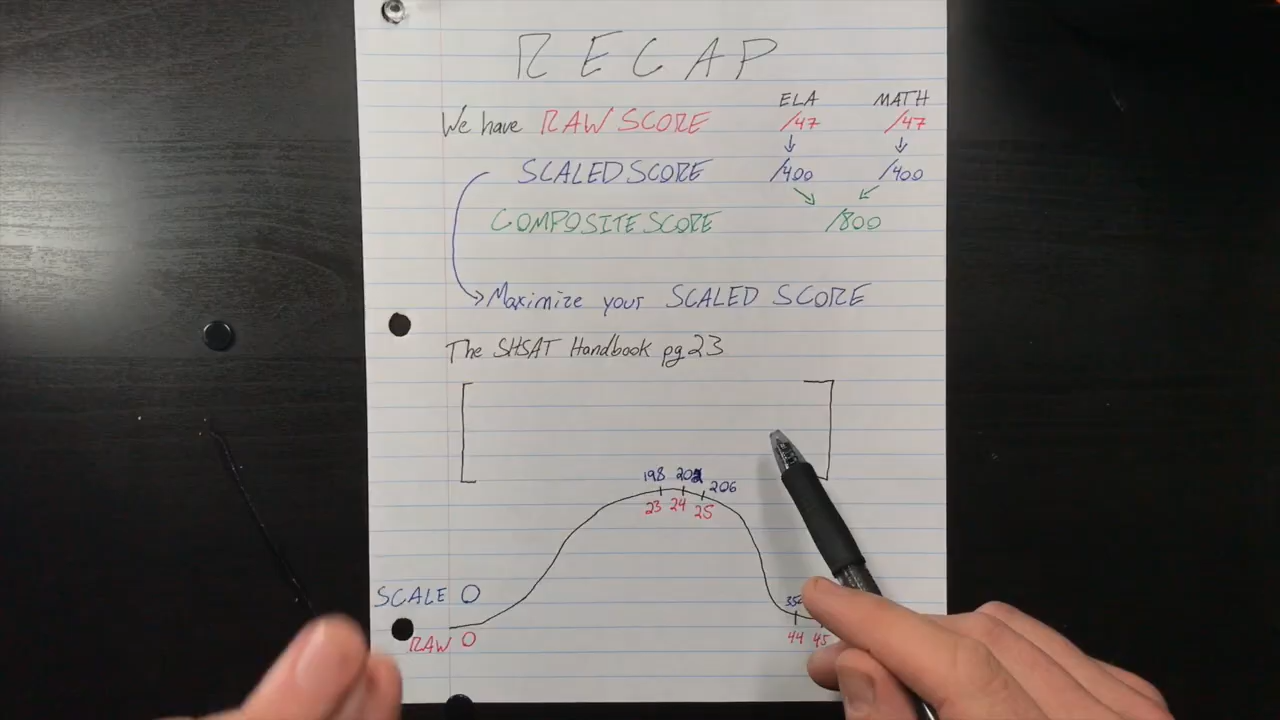 RECAP
ELA MATH
We have RAW SCORE /47 /47
SCALED SCORE /400 /400
COMPOSITE SCORE /800
Maximize your SCALED SCORE
The SHSAT Handbook pg 23
198 202 206
23 24 25
SCALE 0
RAW 0 44 45